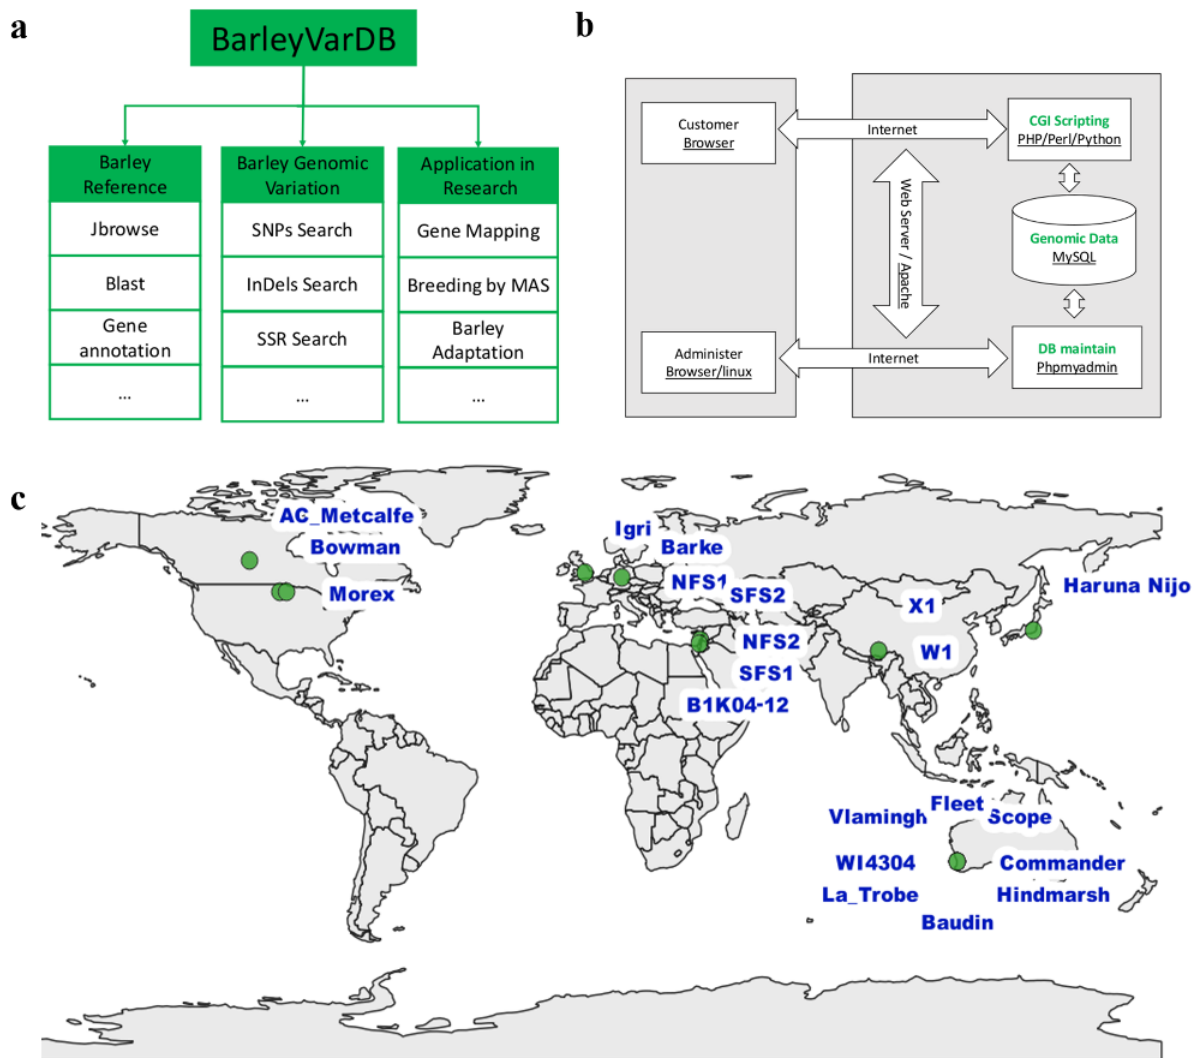 a
BarleyVarDB
Barley
Reference
Jbrowse
Blast
Gene
annotation
...
Barley Genomic
Variation
SNPs Search
InDels Search
SSR Search
...
Application in
Research
Gene Mapping
Breeding by MAS
Barley
Adaptation
...
b
Customer
Browser
Internet
CGI Scripting
PHP/Perl/Python
Web Server / Apache
Genomic Data
MySQL
Administer
Browser/linux
Internet
DB maintain
Phpmyadmin
c
AC_Metcalfe
Bowman
Morex
Igri
Barke
NFS1
SFS2
NFS2
SFS1
B1K04-12
X1
W1
Haruna Nijo
Fleet
Vlamingh
Scope
WI4304
Commander
La_Trobe
Hindmarsh
Baudin